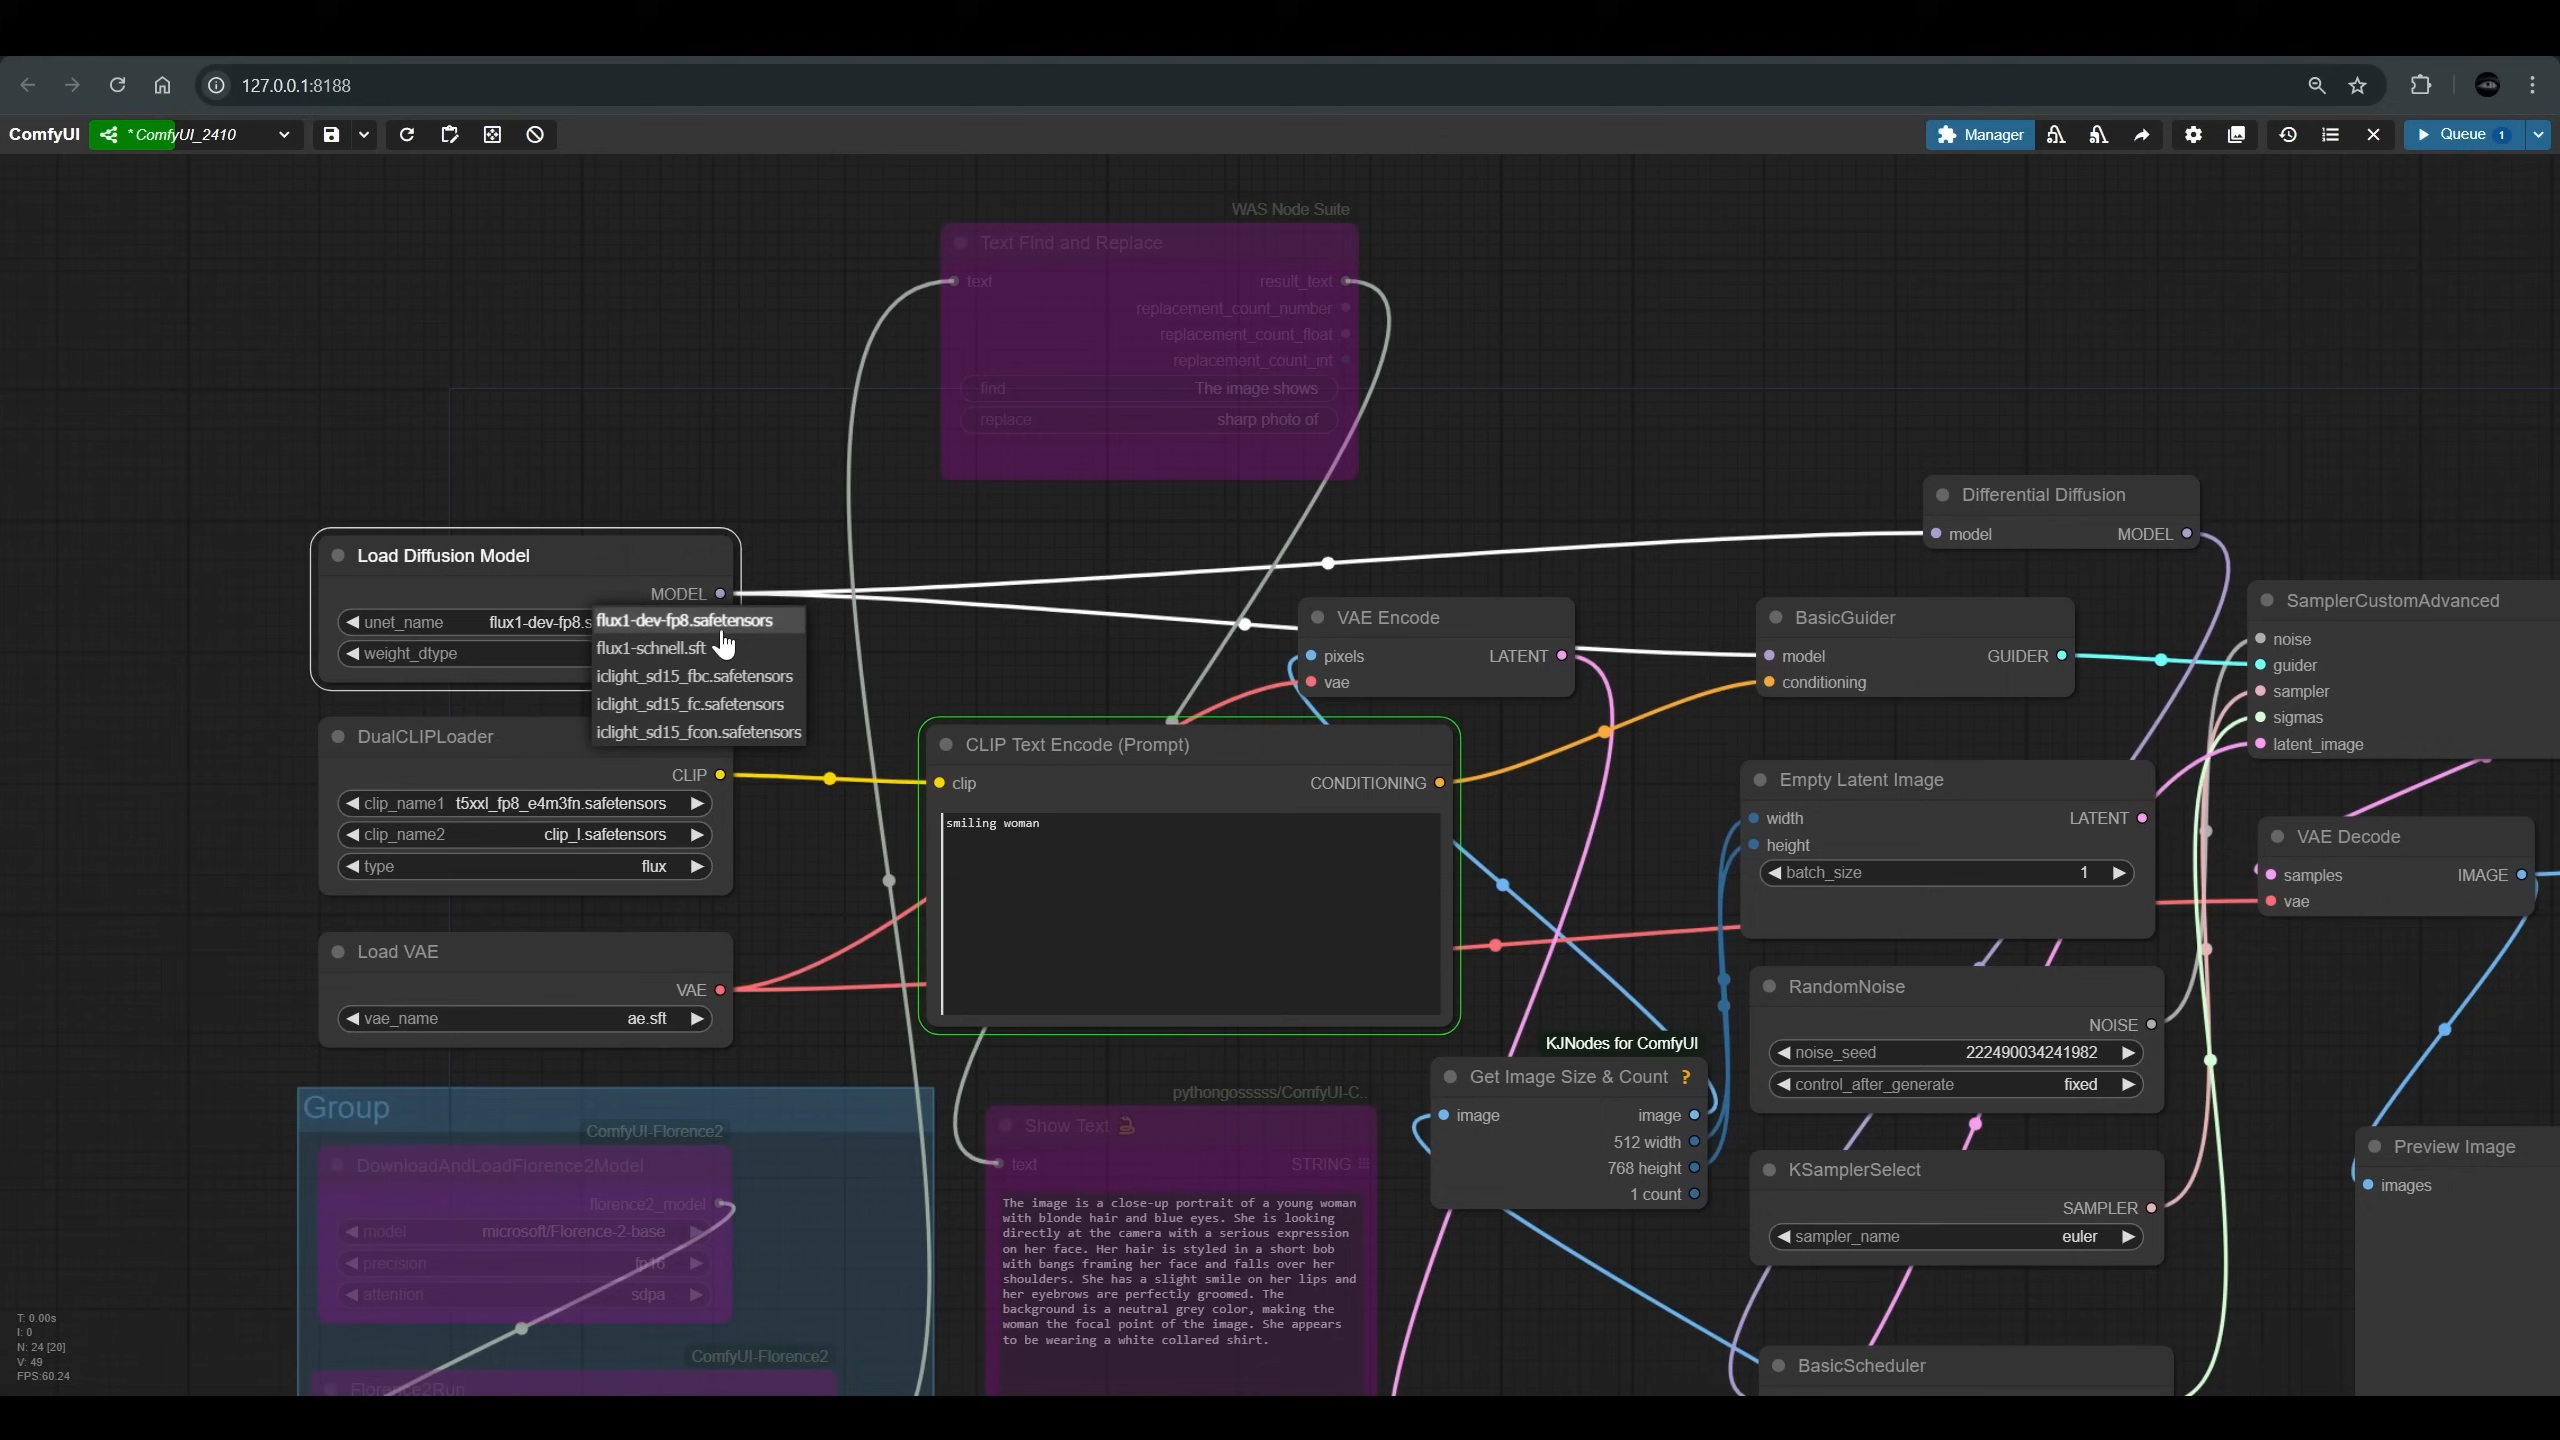 127.0.0.1:8188
ComfyUI
*ComfyUI_2410
Manager
Queue 1
WAS Node Suite
Text Find and Replace
text
result_text
replacement_count_number
replacement_count_float
replacement_count_int
find The image shows
replace sharp photo of
Differential Diffusion
model MODEL
Load Diffusion Model
MODEL
unet_name flux1-dev-fp8.s
weight_dtype
flux1-dev-fp8.safetensors
flux1-schnell.sft
iclight_sd15_fbc.safetensors
iclight_sd15_fc.safetensors
iclight_sd15_fcon.safetensors
VAE Encode
pixels LATENT
vae
BasicGuider
model GUIDER
conditioning
SamplerCustomAdvanced
noise
guider
sampler
sigmas
latent_image
DualCLIPLoader
CLIP
clip_name1 t5xxl_fp8_e4m3fn.safetensors
clip_name2 clip_l.safetensors
type flux
CLIP Text Encode (Prompt)
clip CONDITIONING
smiling woman
Empty Latent Image
width LATENT
height
batch_size 1
VAE Decode
samples IMAGE
vae
Load VAE
VAE
vae_name ae.sft
RandomNoise
NOISE
noise_seed 222490034241982
control_after_generate fixed
KJNodes for ComfyUI
Get Image Size & Count ?
image image
512 width
768 height
1 count
Group
ComfyUI-Florence2
DownloadAndLoadFlorence2Model
florence2_model
model microsoft/Florence-2-base
precision fp16
attention sdpa
ComfyUI-Florence2
Florence2Run
pythongosssss/ComfyUI-C..
Show Text
text STRING
The image is a close-up portrait of a young woman
with blonde hair and blue eyes. She is looking
directly at the camera with a serious expression
on her face. Her hair is styled in a short bob
with bangs framing her face and falls over her
shoulders. She has a slight smile on her lips and
her eyebrows are perfectly groomed. The
background is a neutral grey color, making the
woman the focal point of the image. She appears
to be wearing a white collared shirt.
KSamplerSelect
SAMPLER
sampler_name euler
Preview Image
images
BasicScheduler
T: 0.00s
I: 0
N: 24 [20]
V: 49
FPS:60.24